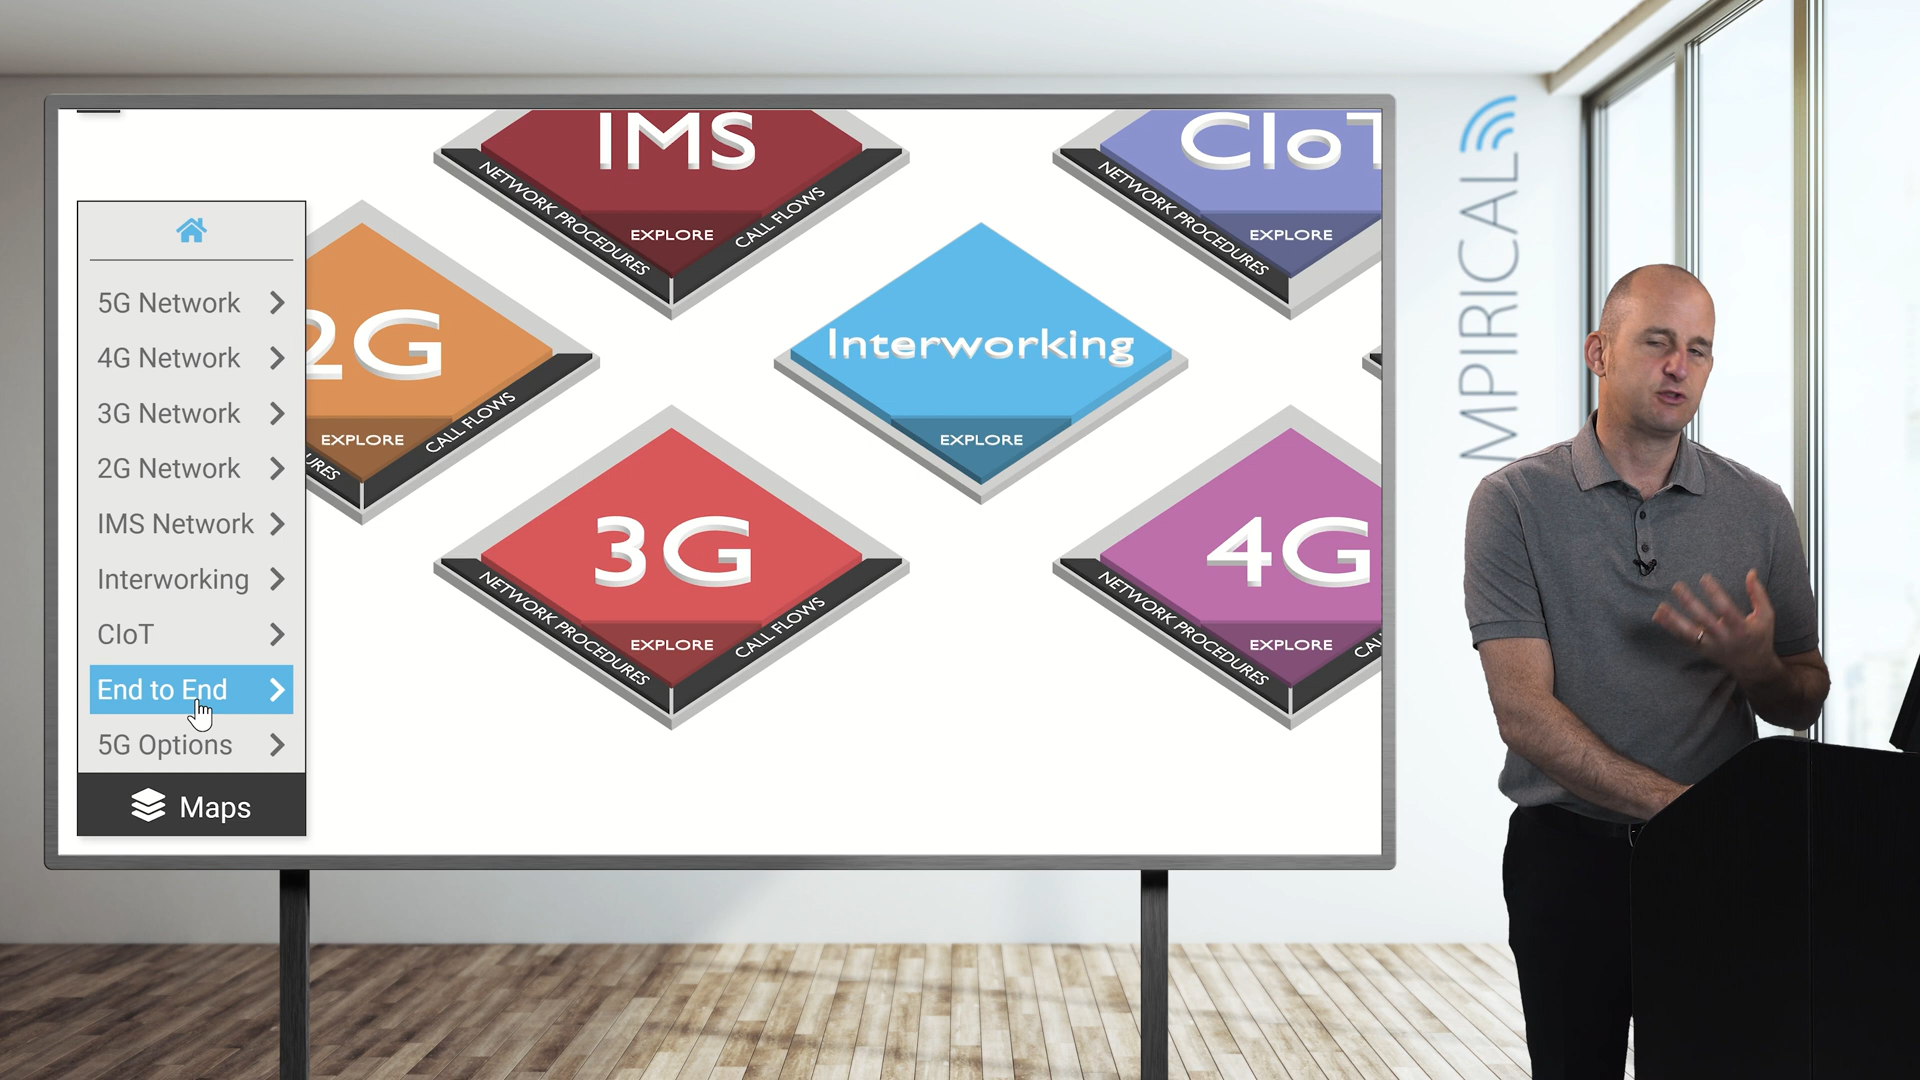 IMS
NETWORK PROCEDURES
EXPLORE
CALL FLOWS
CIoT
NETWORK PROCEDURES
EXPLORE
5G Network
4G Network
3G Network
2G Network
IMS Network
Interworking
CIoT
End to End
5G Options
Maps
2G
EXPLORE
CALL FLOWS
Interworking
EXPLORE
3G
NETWORK PROCEDURES
EXPLORE
CALL FLOWS
4G
NETWORK PROCEDURES
EXPLORE
MPIRICAL